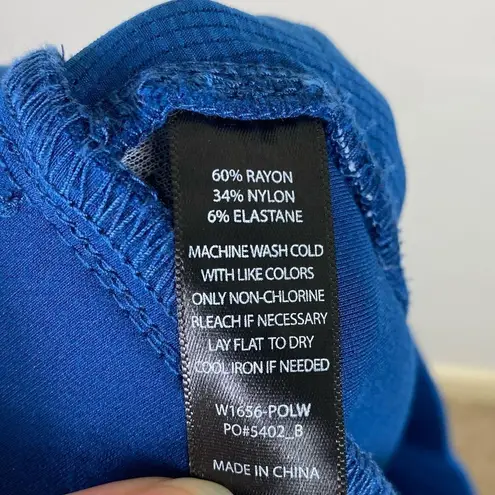 60% RAYON
34% NYLON
6% ELASTANE
MACHINE WASH COLD
WITH LIKE COLORS
ONLY NON-CHLORINE
BLEACH IF NECESSARY
LAY FLAT TO DRY
COOL IRON IF NEEDED
W1656-POLW
PO#5402_B
MADE IN CHINA